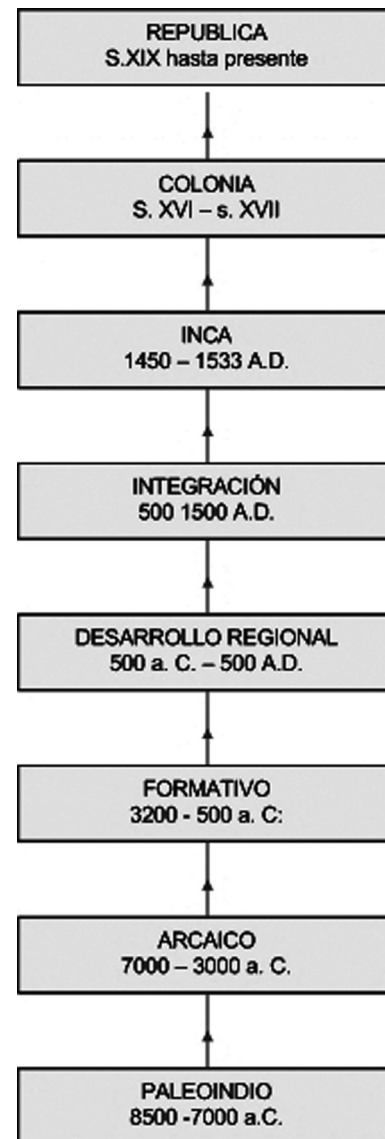 REPUBLICA
S.XIX hasta presente
COLONIA
S. XVI – s. XVII
INCA
1450 – 1533 A.D.
INTEGRACIÓN
500 1500 A.D.
DESARROLLO REGIONAL
500 a. C. – 500 A.D.
FORMATIVO
3200 - 500 a. C:
ARCAICO
7000 – 3000 a. C.
PALEOINDIO
8500 -7000 a.C.